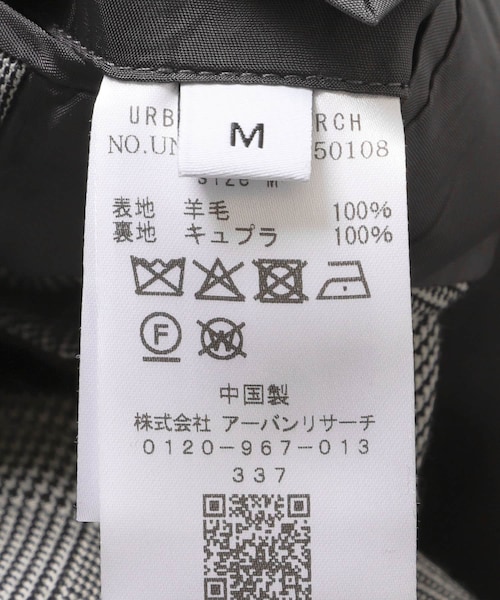 M
URB RCH
NO.UN 50108
SIZE M
表地 羊毛 100%
裏地 キュプラ 100%
F
W
中国製
株式会社 アーバンリサーチ
0120-967-013
337